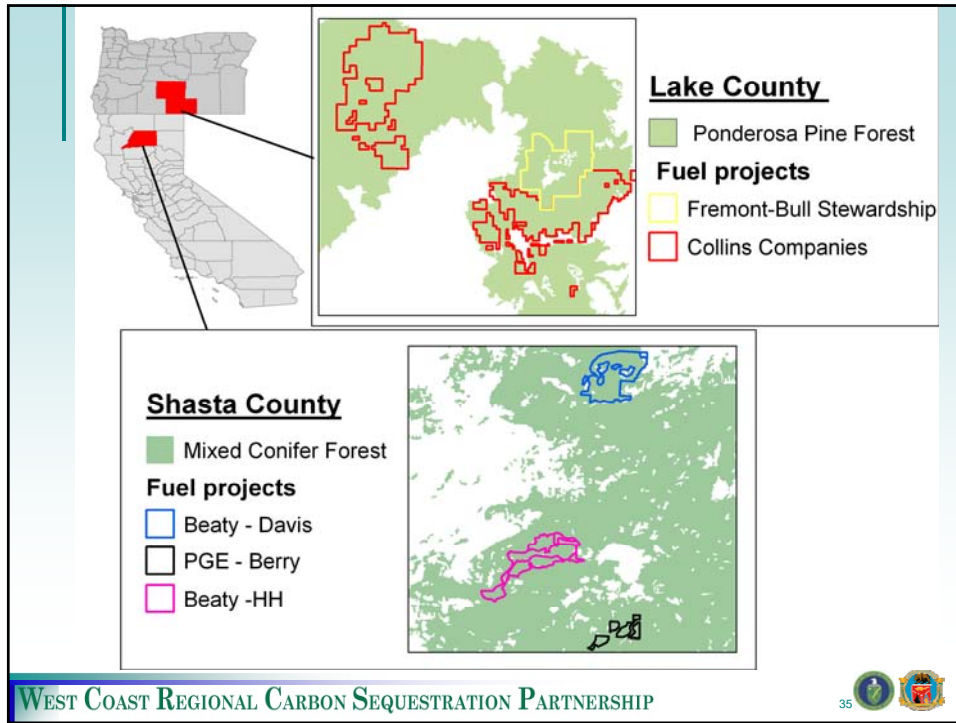 Lake County
Ponderosa Pine Forest
Fuel projects
Fremont-Bull Stewardship
Collins Companies
Shasta County
Mixed Conifer Forest
Fuel projects
Beaty - Davis
PGE - Berry
Beaty -HH
WEST COAST REGIONAL CARBON SEQUESTRATION PARTNERSHIP
35